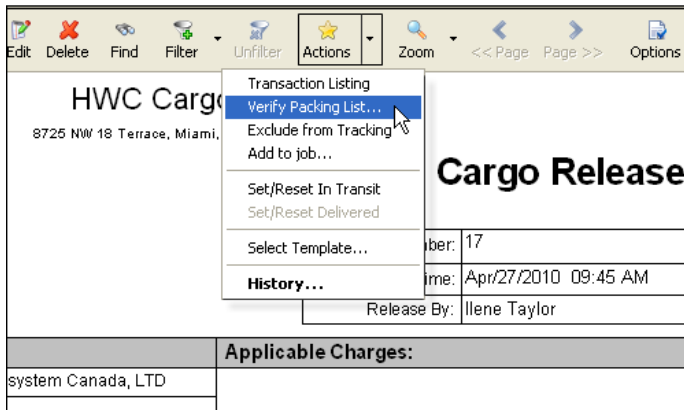 Edit Delete Find Filter Unfilter Actions Zoom << Page Page >> Options
HWC Cargo
8725 NW 18 Terrace, Miami,
Transaction Listing
Verify Packing List...
Exclude from Tracking
Add to job...
Set/Reset In Transit
Set/Reset Delivered
Select Template...
History...
Cargo Release
ber: 17
ime: Apr/27/2010 09:45 AM
Release By: Ilene Taylor
Applicable Charges:
system Canada, LTD